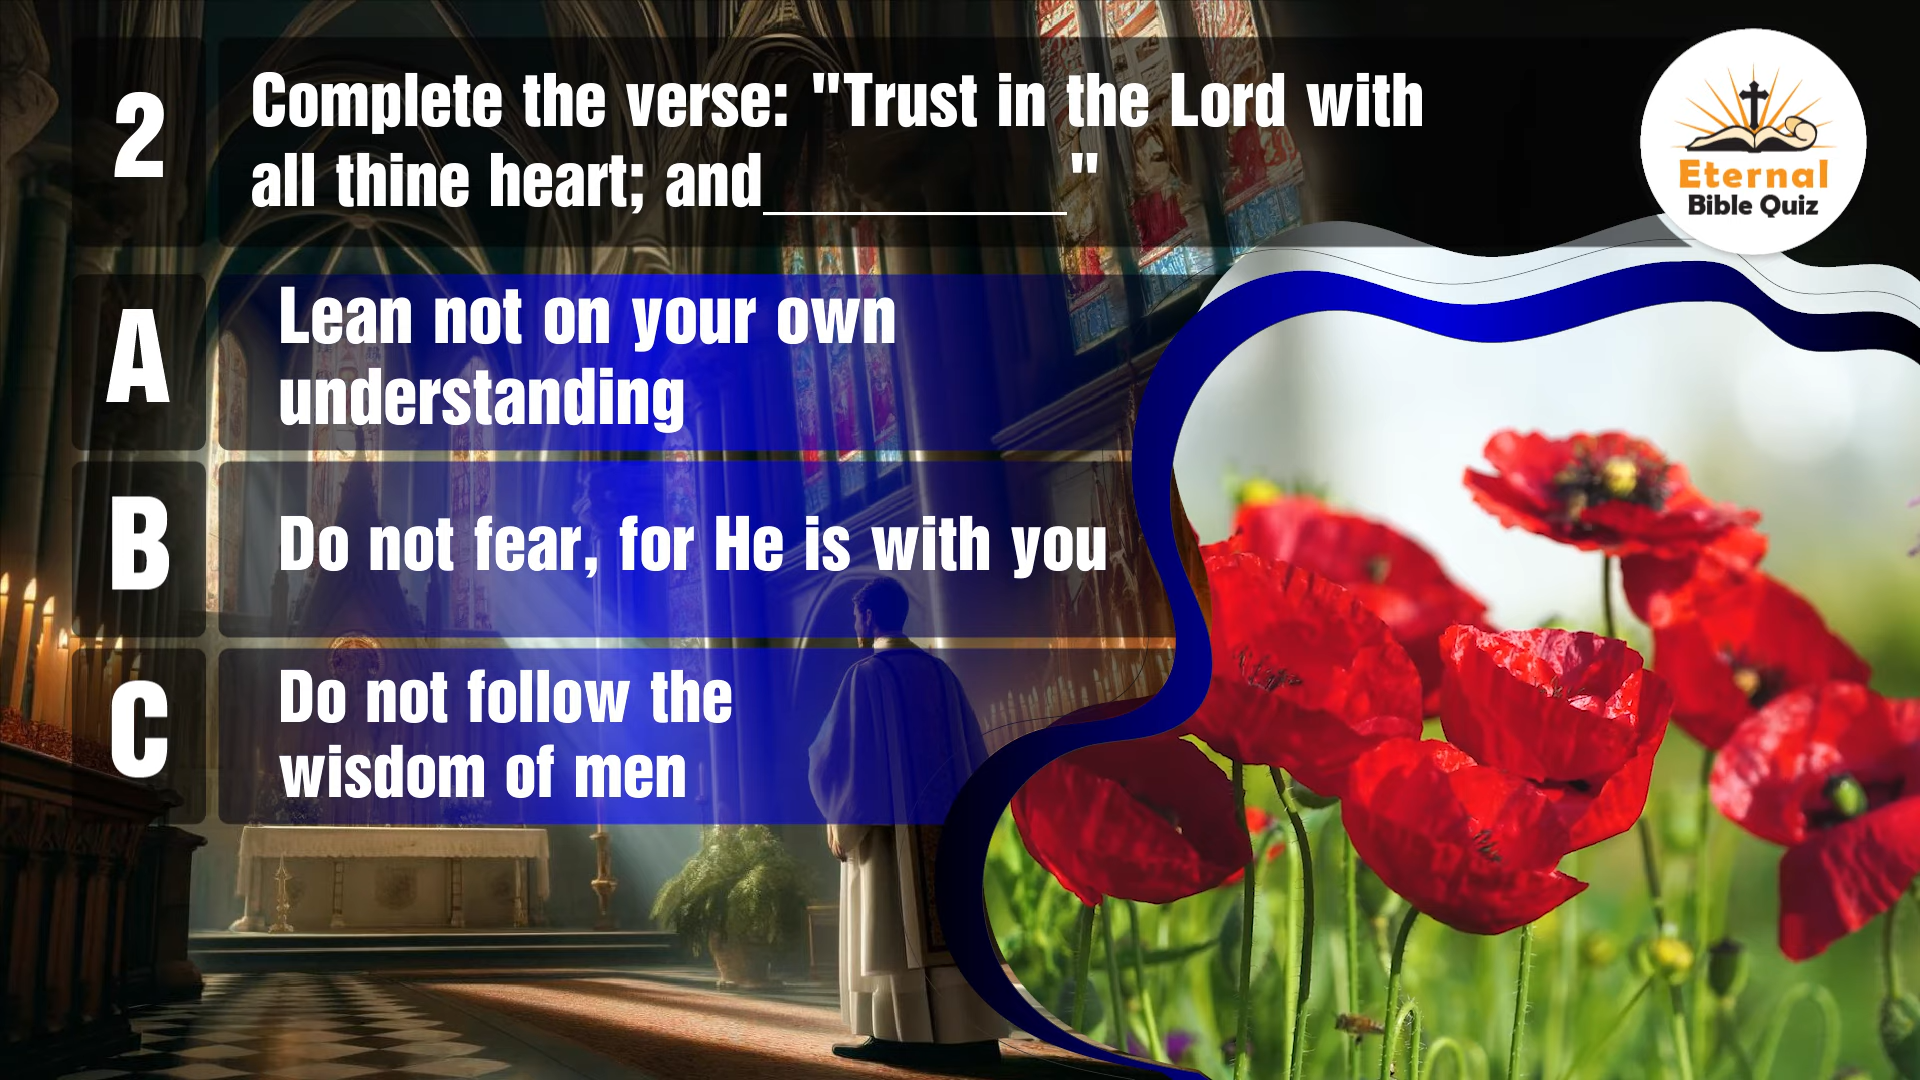 2
Complete the verse: "Trust in the Lord with
all thine heart; and__________"
A
Lean not on your own
understanding
B
Do not fear, for He is with you
C
Do not follow the
wisdom of men
Eternal
Bible Quiz